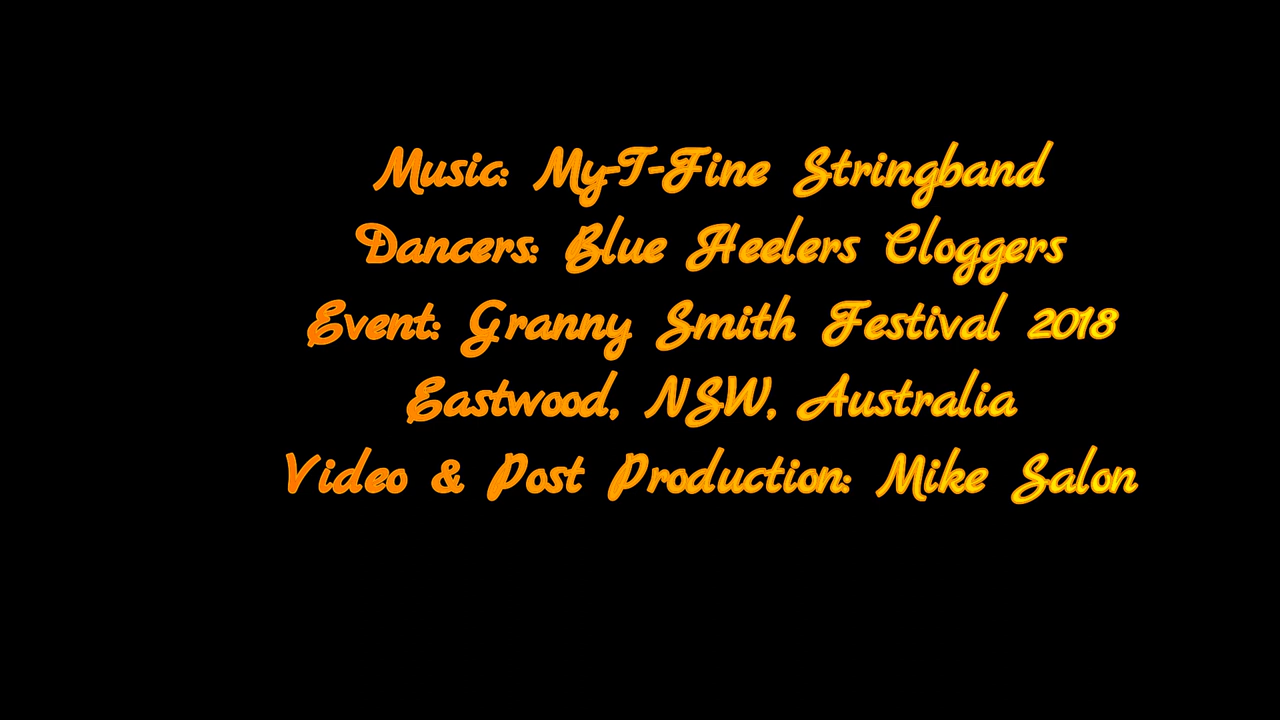 Music: My-T-Fine Stringband
Dancers: Blue Heelers Cloggers
Event: Granny Smith Festival 2018
Eastwood, NSW, Australia
Video & Post Production: Mike Salon